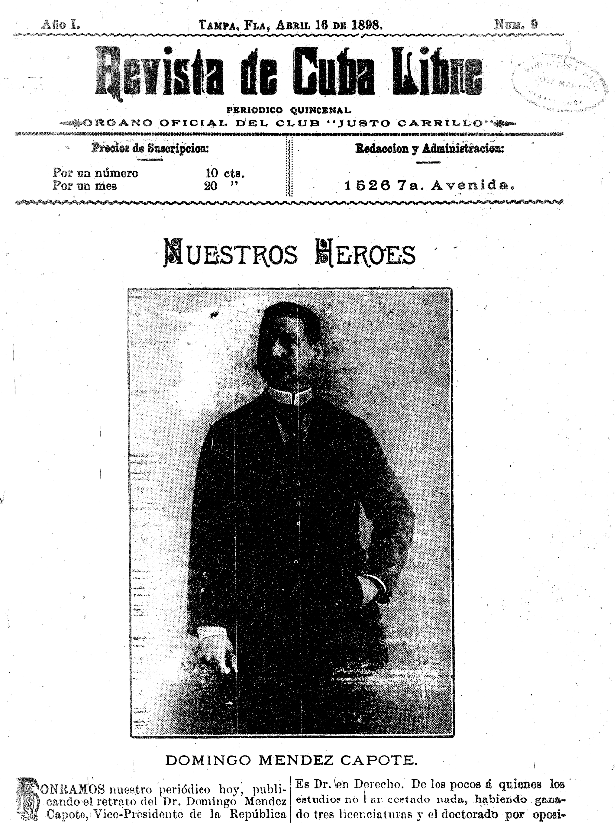 Año I. TAMPA, FLA, ABRIL 16 DE 1898. NUM. 9
Revista de Cuba Libre
PERIODICO QUINCENAL
ORGANO OFICIAL DEL CLUB "JUSTO CARRILLO"
Precios de Suscripcion:
Por un número 10 cts.
Por un mes 20 "
Redaccion y Administracion:
1526 7a. Avenida.
NUESTROS HEROES
DOMINGO MENDEZ CAPOTE.
HONRAMOS nuestro periódico hoy, publi-
cando el retrato del Dr. Domingo Mendez
Capote, Vice-Presidente de la República
Es Dr. en Derecho. De los pocos á quienes los
estudios no han costado nada, habiendo gana-
do tres licenciaturas y el doctorado por oposi-